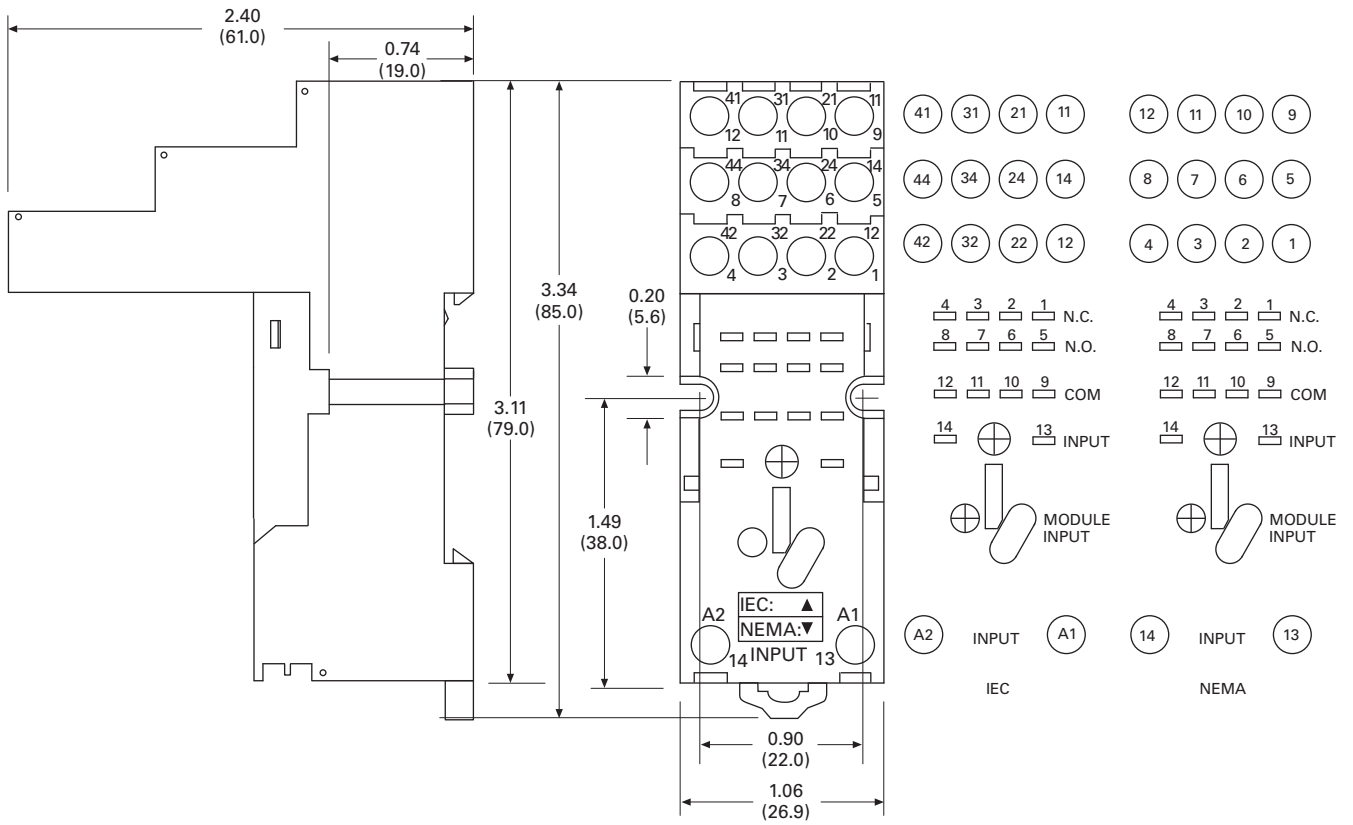 2.40
(61.0)
0.74
(19.0)
3.34
(85.0)
3.11
(79.0)
0.20
(5.6)
1.49
(38.0)
41 31 21 11
12 11 10 9
44 34 24 14
8 7 6 5
42 32 22 12
4 3 2 1
IEC: ▲
NEMA:▼
A2 A1
14 INPUT 13
0.90
(22.0)
1.06
(26.9)
41 31 21 11
44 34 24 14
42 32 22 12
4 3 2 1 N.C.
8 7 6 5 N.O.
12 11 10 9 COM
14 13 INPUT
MODULE
INPUT
A2 INPUT A1
IEC
12 11 10 9
8 7 6 5
4 3 2 1
4 3 2 1 N.C.
8 7 6 5 N.O.
12 11 10 9 COM
14 13 INPUT
MODULE
INPUT
14 INPUT 13
NEMA